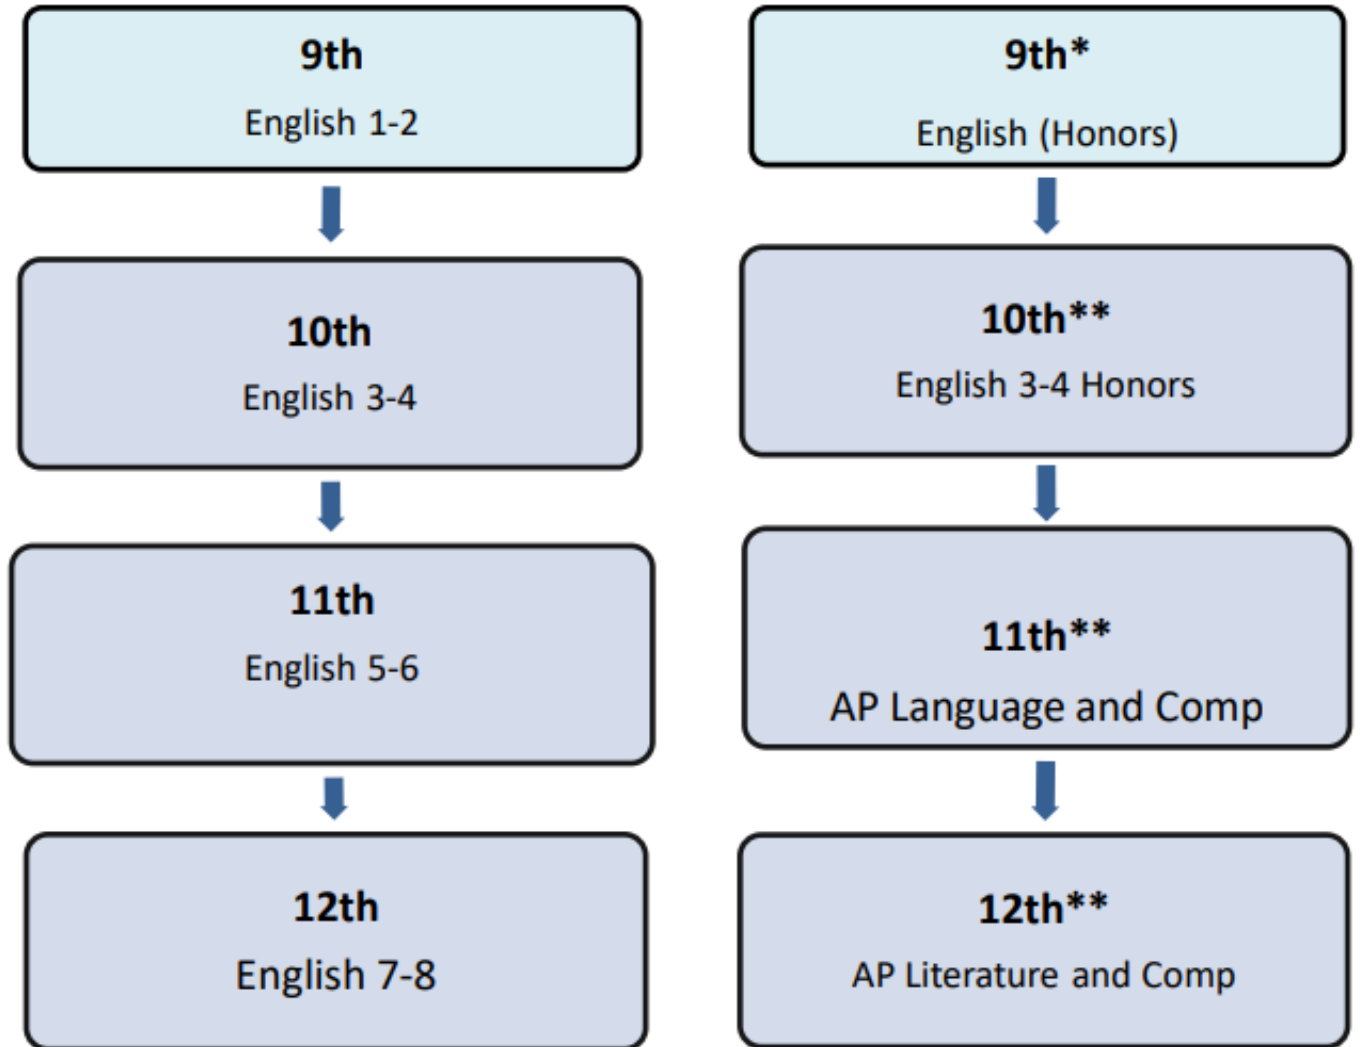 9th
English 1-2
10th
English 3-4
11th
English 5-6
12th
English 7-8
9th*
English (Honors)
10th**
English 3-4 Honors
11th**
AP Language and Comp
12th**
AP Literature and Comp